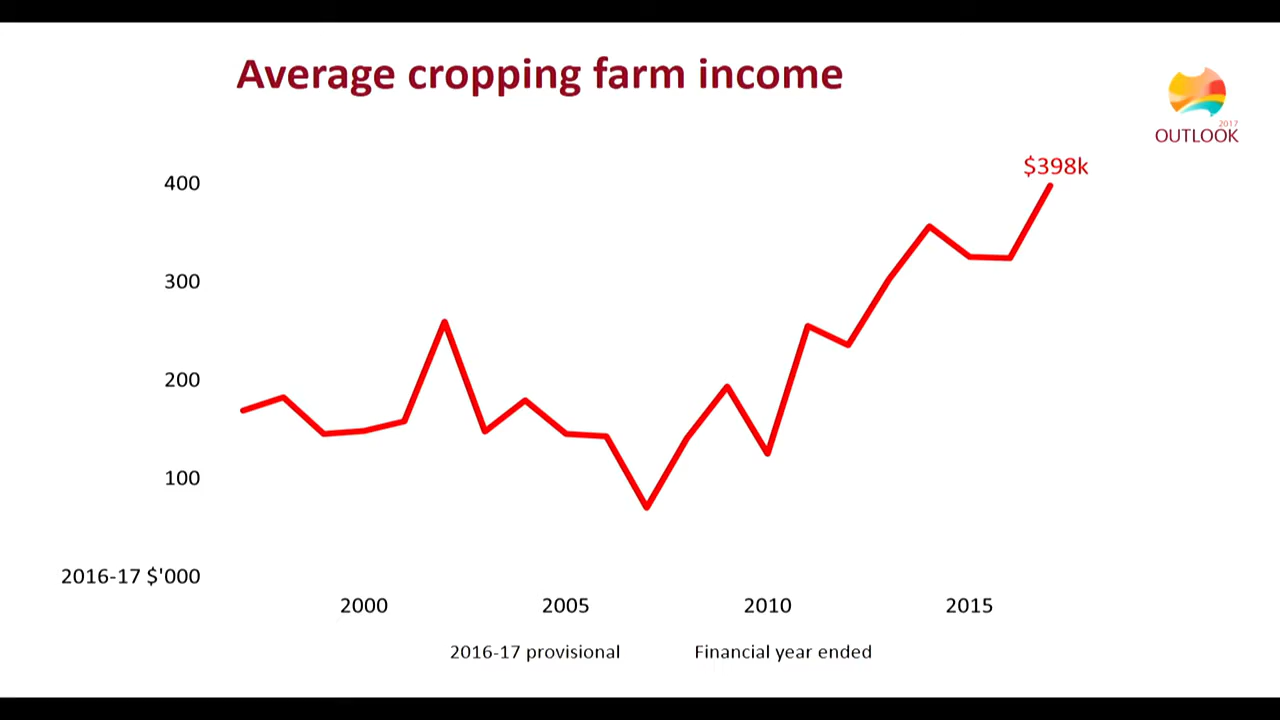 Average cropping farm income
2017
OUTLOOK
$398k
400
300
200
100
2016-17 $'000
2000 2005 2010 2015
2016-17 provisional Financial year ended